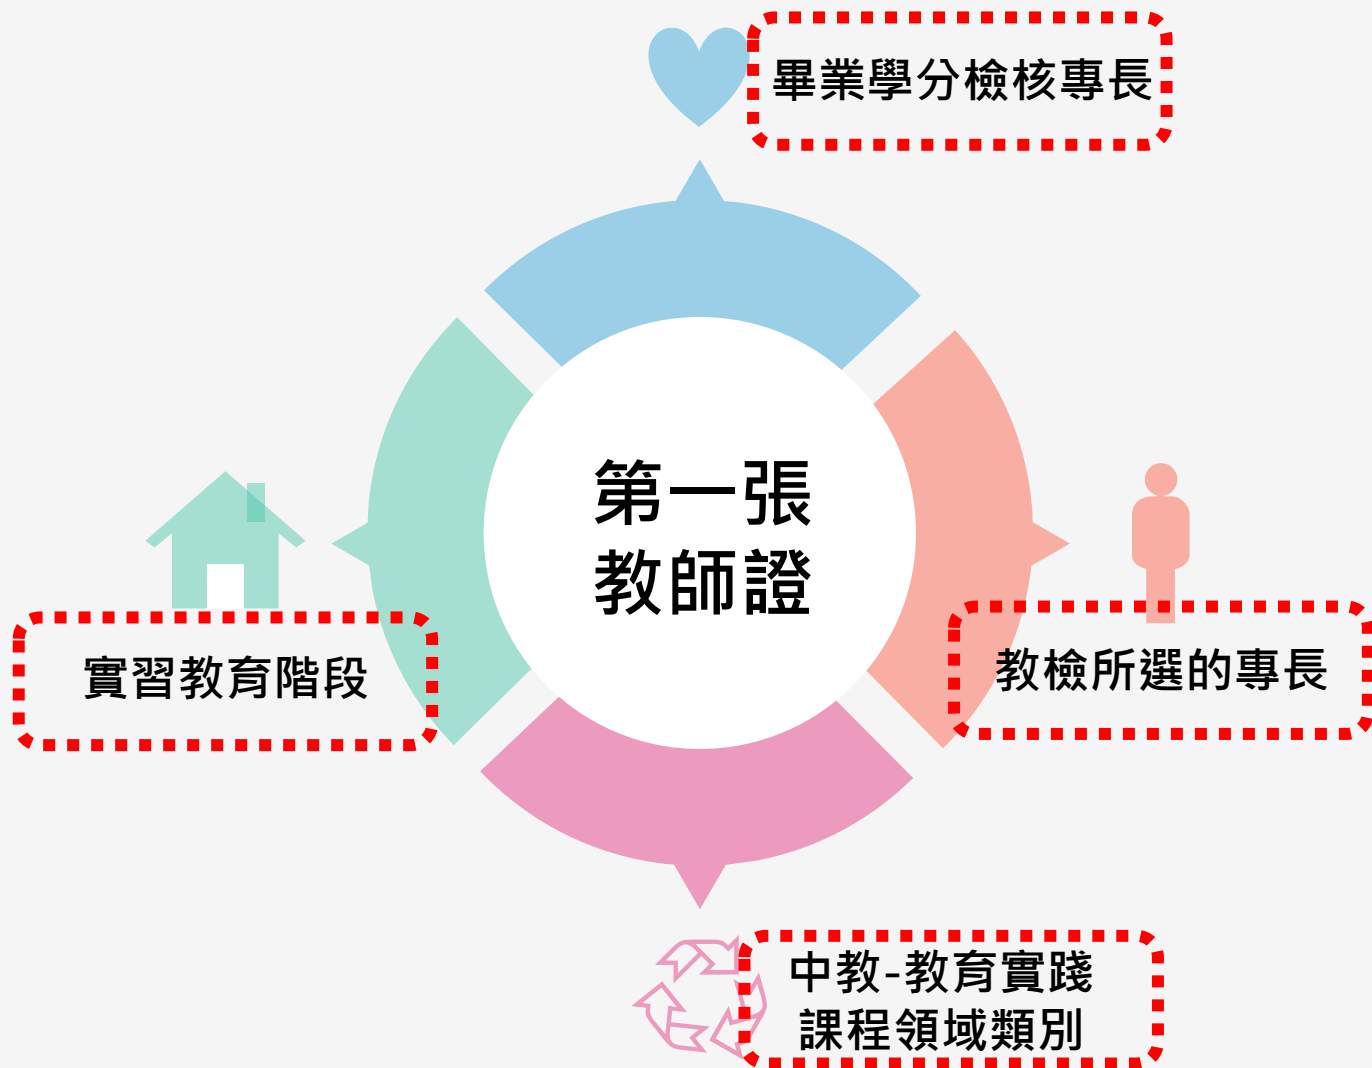 畢業學分檢核專長
第一張
教師證
實習教育階段
教檢所選的專長
中教-教育實踐
課程領域類別